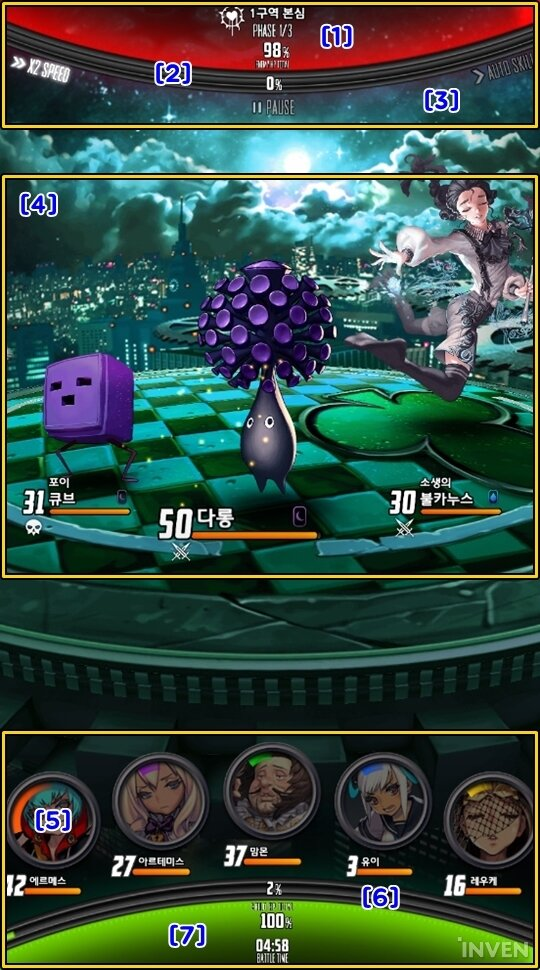 1구역 본심
PHASE 1/3
[1]
98%
[2]
X2 SPEED
0%
[3]
AUTO SKILL
PAUSE
[4]
포이
31 큐브
50 다롱
소생의
30 불카누스
[5]
42 에르메스
27 아르테미스
37 맘몬
3 유이
16 레우케
2%
[6]
100%
[7]
04:58
BATTLE TIME
INVEN